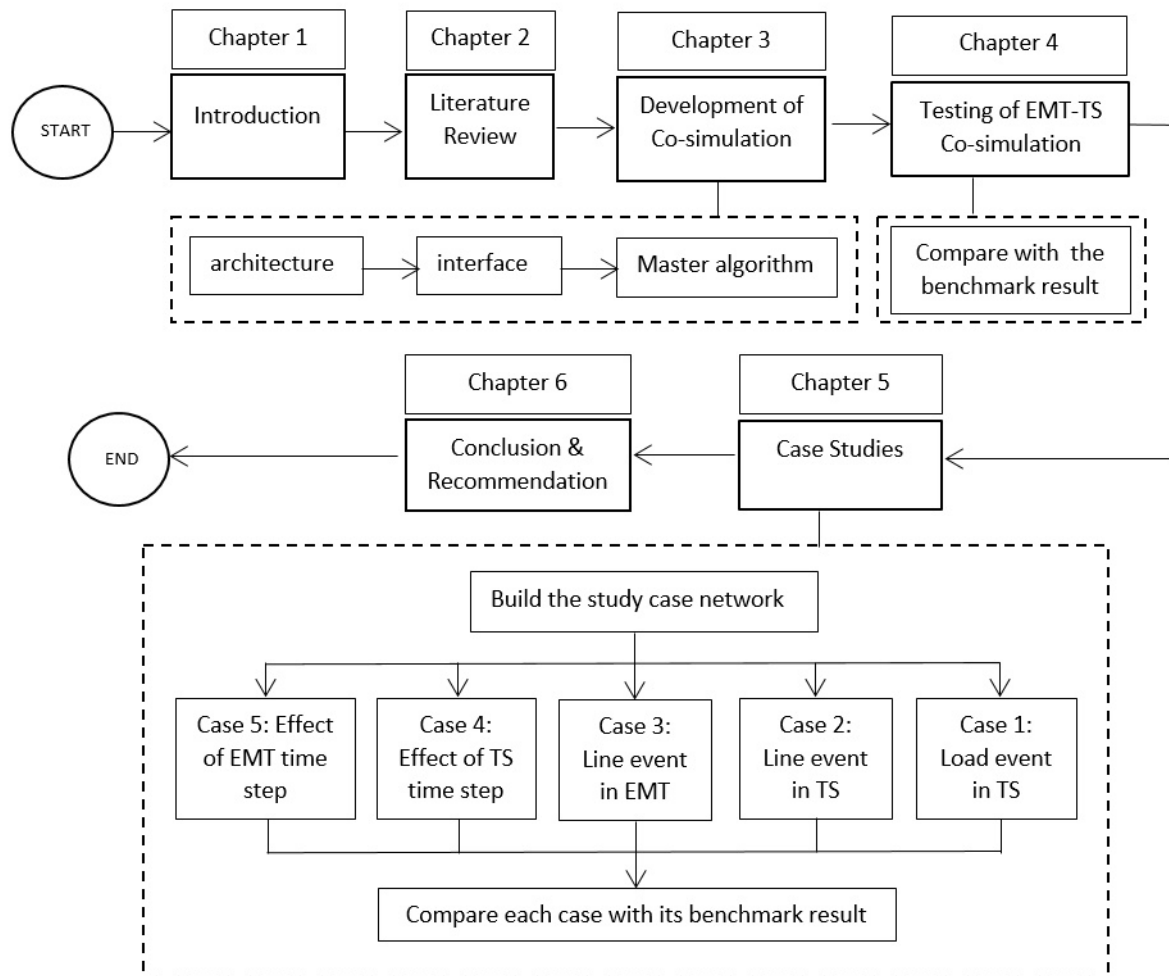 Chapter 1
Chapter 2
Chapter 3
Chapter 4
START
Introduction
Literature
Review
Development of
Co-simulation
Testing of EMT-TS
Co-simulation
architecture
interface
Master algorithm
Compare with the
benchmark result
Chapter 6
Chapter 5
END
Conclusion &
Recommendation
Case Studies
Build the study case network
Case 5: Effect
of EMT time
step
Case 4:
Effect of TS
time step
Case 3:
Line event
in EMT
Case 2:
Line event
in TS
Case 1:
Load event
in TS
Compare each case with its benchmark result